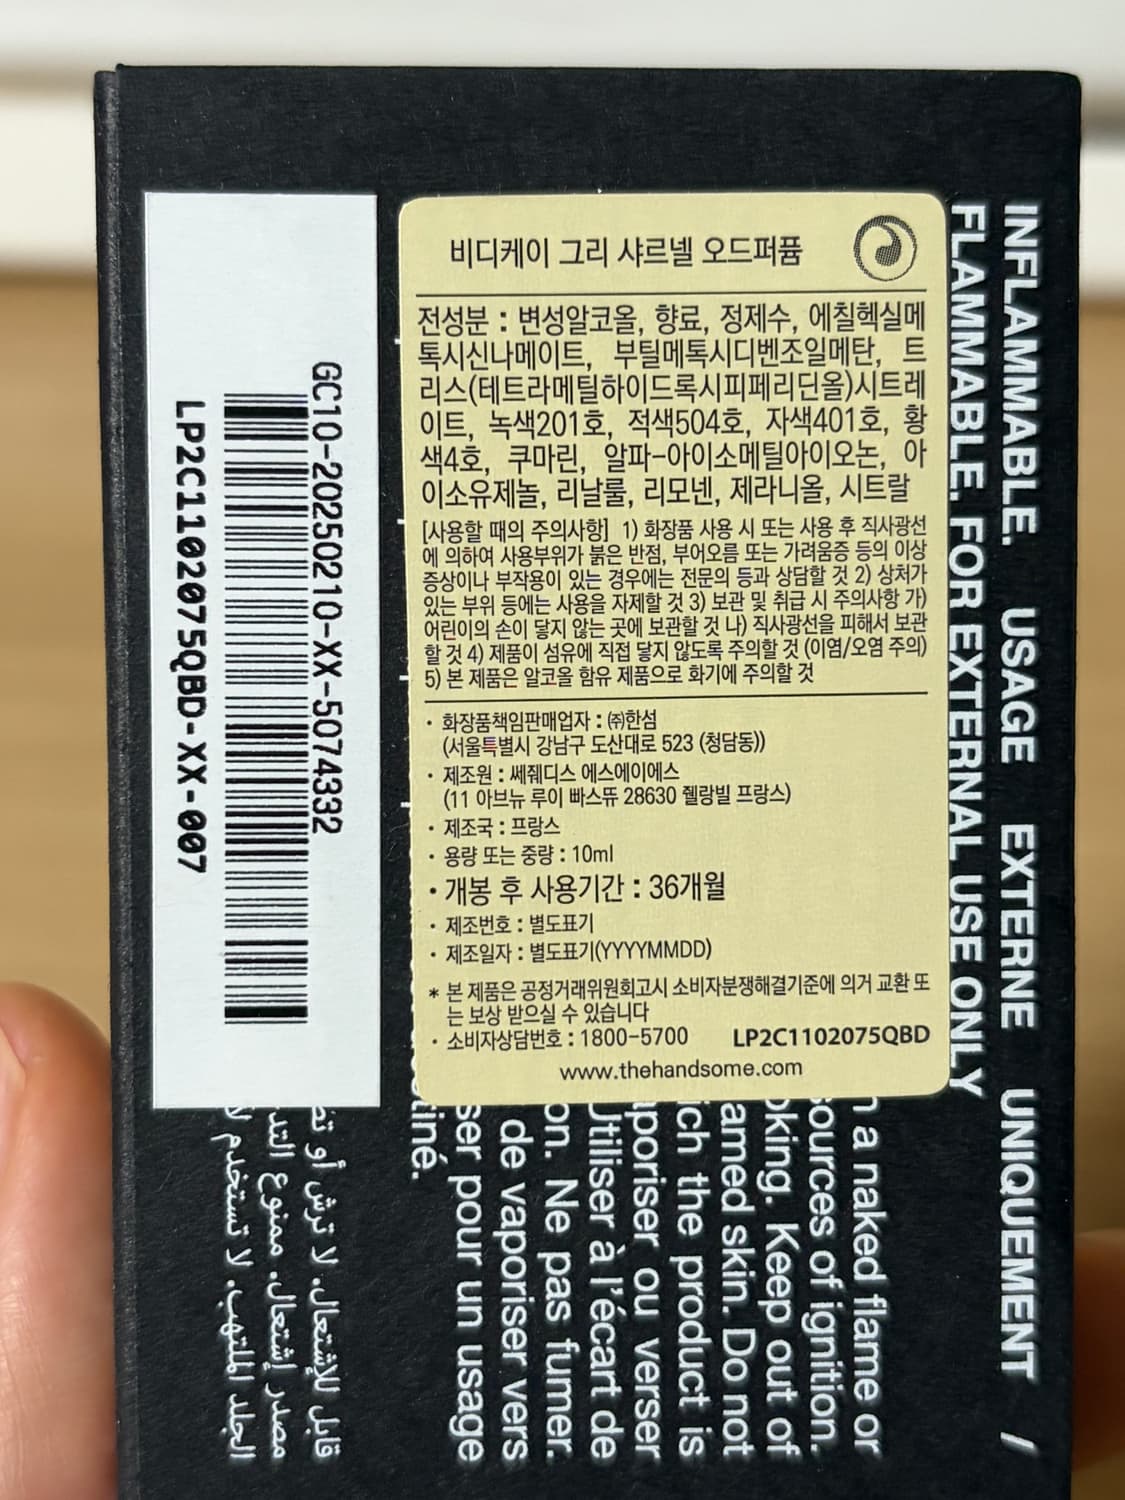 비디케이 그리 샤르넬 오드퍼퓸
전성분 : 변성알코올, 향료, 정제수, 에칠헥실메
톡시신나메이트, 부틸메톡시디벤조일메탄, 트
리스(테트라메틸하이드록시피페리딘올)시트레
이트, 녹색201호, 적색504호, 자색401호, 황
색4호, 쿠마린, 알파-아이소메틸아이오논, 아
이소유제놀, 리날룰, 리모넨, 제라니올, 시트랄
[사용할 때의 주의사항] 1) 화장품 사용 시 또는 사용 후 직사광선
에 의하여 사용부위가 붉은 반점, 부어오름 또는 가려움증 등의 이상
증상이나 부작용이 있는 경우에는 전문의 등과 상담할 것 2) 상처가
있는 부위 등에는 사용을 자제할 것 3) 보관 및 취급 시 주의사항 가)
어린이의 손이 닿지 않는 곳에 보관할 것 나) 직사광선을 피해서 보관
할 것 4) 제품이 섬유에 직접 닿지 않도록 주의할 것 (이염/오염 주의)
5) 본 제품은 알코올 함유 제품으로 화기에 주의할 것
· 화장품책임판매업자 : ㈜한섬
(서울특별시 강남구 도산대로 523 (청담동))
· 제조원 : 쎄줴디스 에스에이에스
(11 아브뉴 루이 빠스뜌 28630 쥏랑빌 프랑스)
· 제조국 : 프랑스
· 용량 또는 중량 : 10ml
· 개봉 후 사용기간 : 36개월
· 제조번호 : 별도표기
· 제조일자 : 별도표기(YYYYMMDD)
* 본 제품은 공정거래위원회고시 소비자분쟁해결기준에 의거 교환 또
는 보상 받으실 수 있습니다
· 소비자상담번호 : 1800-5700 LP2C1102075QBD
www.thehandsome.com
GC10-20250210-XX-5074332
LP2C1102075QBD-XX-007
INFLAMMABLE. USAGE EXTERNE UNIQUEMENT /
FLAMMABLE. FOR EXTERNAL USE ONLY
a naked flame or
sources of ignition.
Keep out of
skin. Do not
the product is
ou verser
Utiliser à l'écart de
Ne pas fumer.
de vaporiser vers
pour un usage
قابل للإشتعال. لا ترش أو
مصدر إشتعال. ممنوع
الجلد الملتهب. لا تستخدم